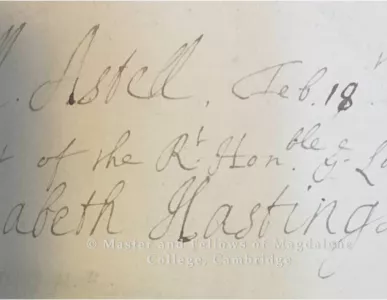 M. Astell, Feb. 18
of the Rt. Honble. ye La
abeth Hastings
© Master and Fellows of Magdalene
College, Cambridge